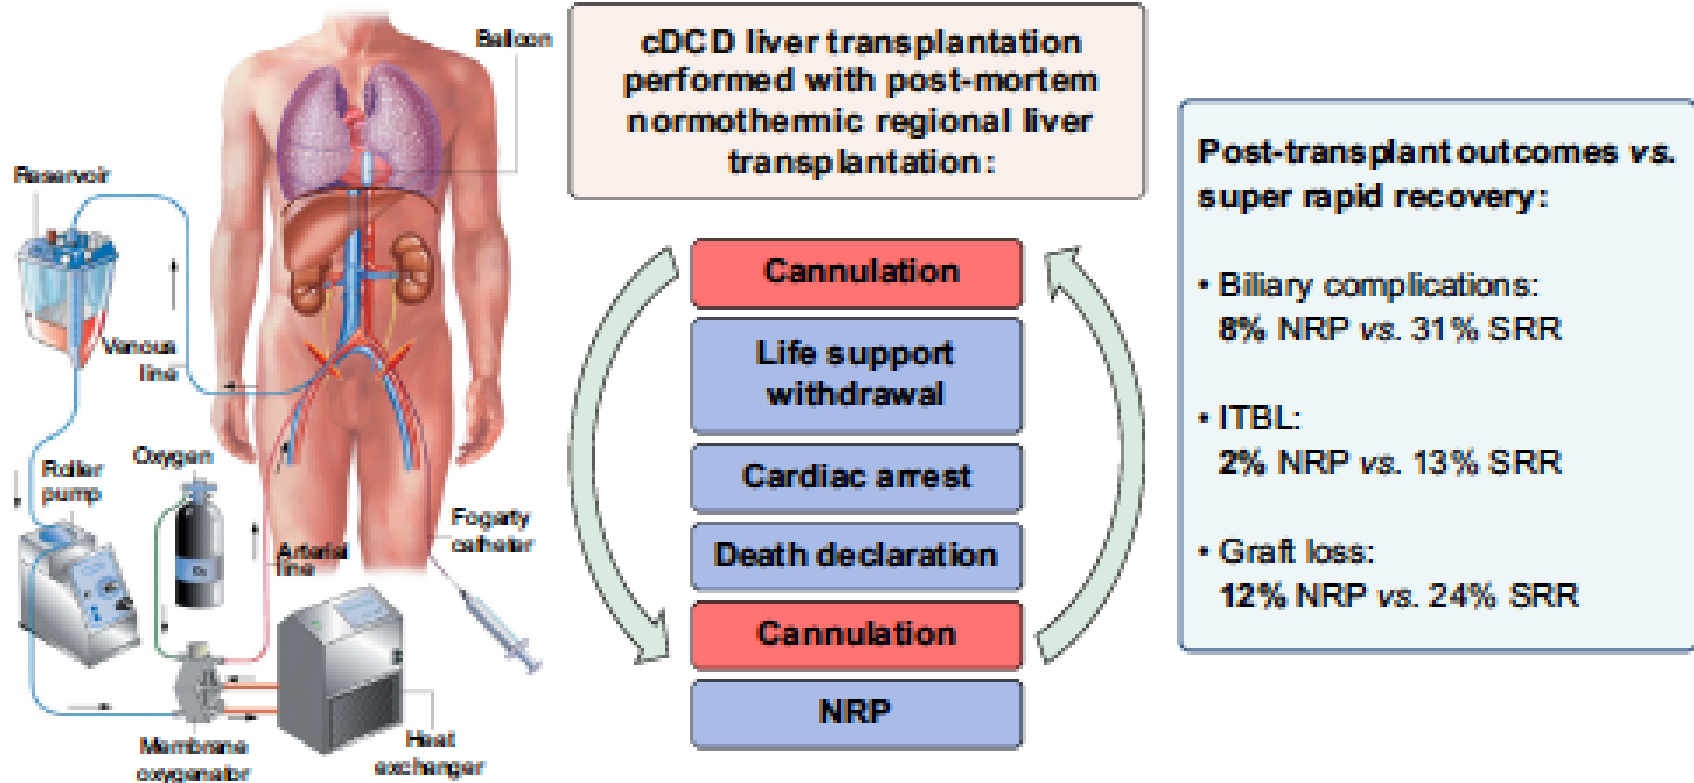 Balloon
Reservoir
Venous
line
Roller
pump
Oxygen
O₂
Arterial
line
Fogarty
catheter
Membrane
oxygenator
Heat
exchanger
cDCD liver transplantation
performed with post-mortem
normothermic regional liver
transplantation:
Cannulation
Life support
withdrawal
Cardiac arrest
Death declaration
Cannulation
NRP
Post-transplant outcomes vs.
super rapid recovery:
• Biliary complications:
8% NRP vs. 31% SRR
• ITBL:
2% NRP vs. 13% SRR
• Graft loss:
12% NRP vs. 24% SRR